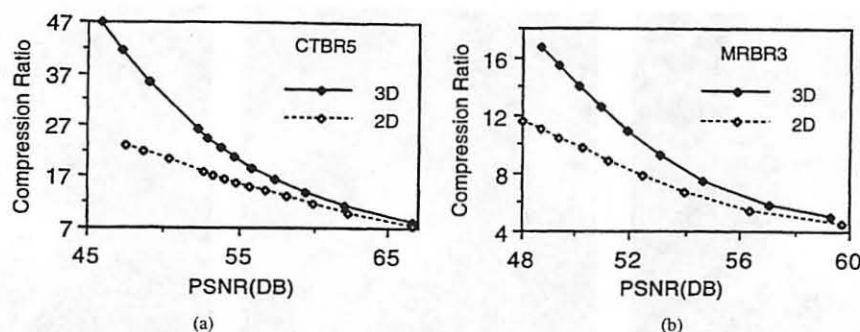 47
37
27
17
7
Compression Ratio
CTBR5
3D
2D
45
55
65
PSNR(DB)
(a)
16
12
8
4
Compression Ratio
MRBR3
3D
2D
48
52
56
60
PSNR(DB)
(b)